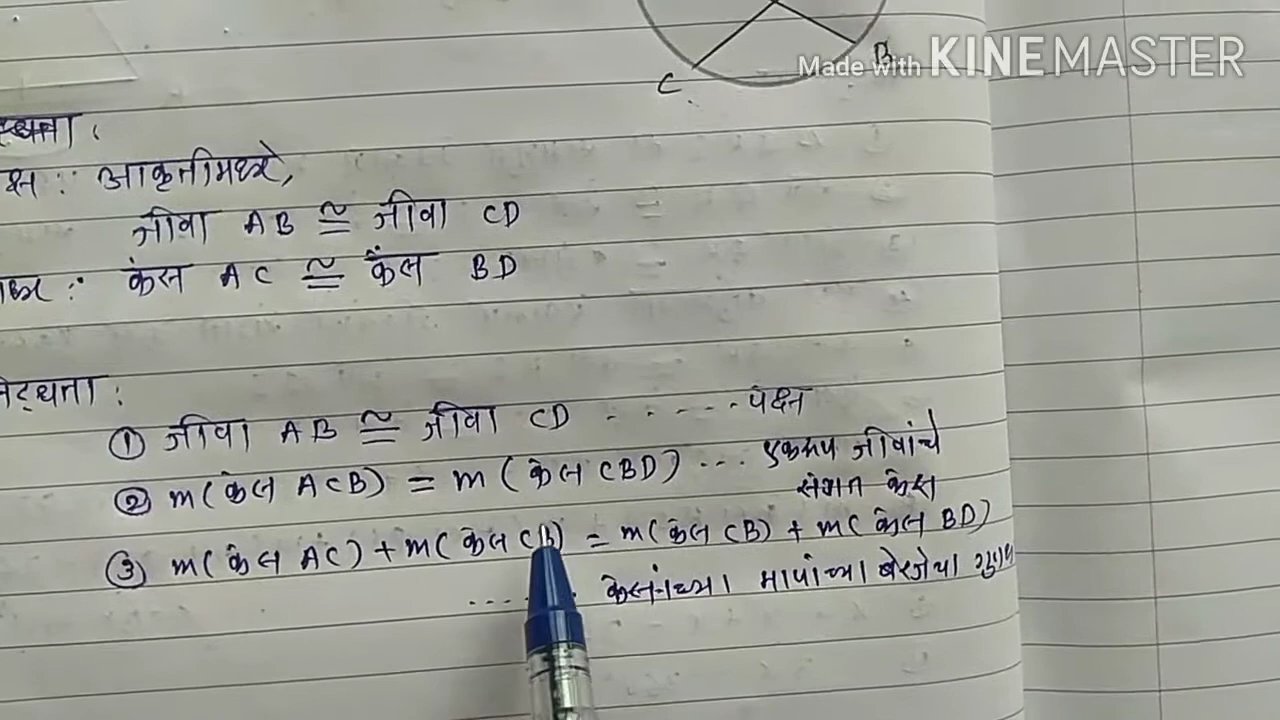 B
Made with KINEMASTER
C
आकृतीमध्ये,
जीवा AB ≅ जीवा CD
कंस AC ≅ कंस BD
① जीवा AB ≅ जीवा CD ...... पक्ष
② m(कंस ACB) = m(कंस CBD) ... एकरूप जीवांचे
संगत कंस
③ m(कंस AC) + m(कंस CB) = m(कंस CB) + m(कंस BD)
.... कंसांच्या मापांच्या बेरजेचा